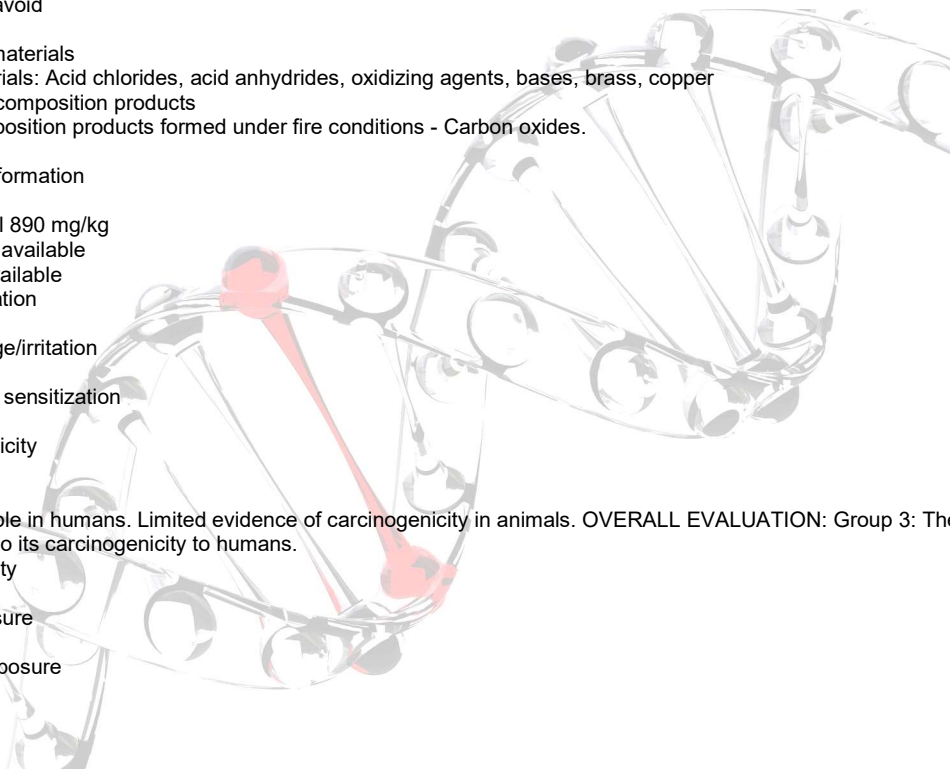 avoid
materials
rials: Acid chlorides, acid anhydrides, oxidizing agents, bases, brass, copper
composition products
position products formed under fire conditions - Carbon oxides.
formation
l 890 mg/kg
available
ailable
ation
ge/irritation
sensitization
icity
ble in humans. Limited evidence of carcinogenicity in animals. OVERALL EVALUATION: Group 3: The
o its carcinogenicity to humans.
ty
sure
posure